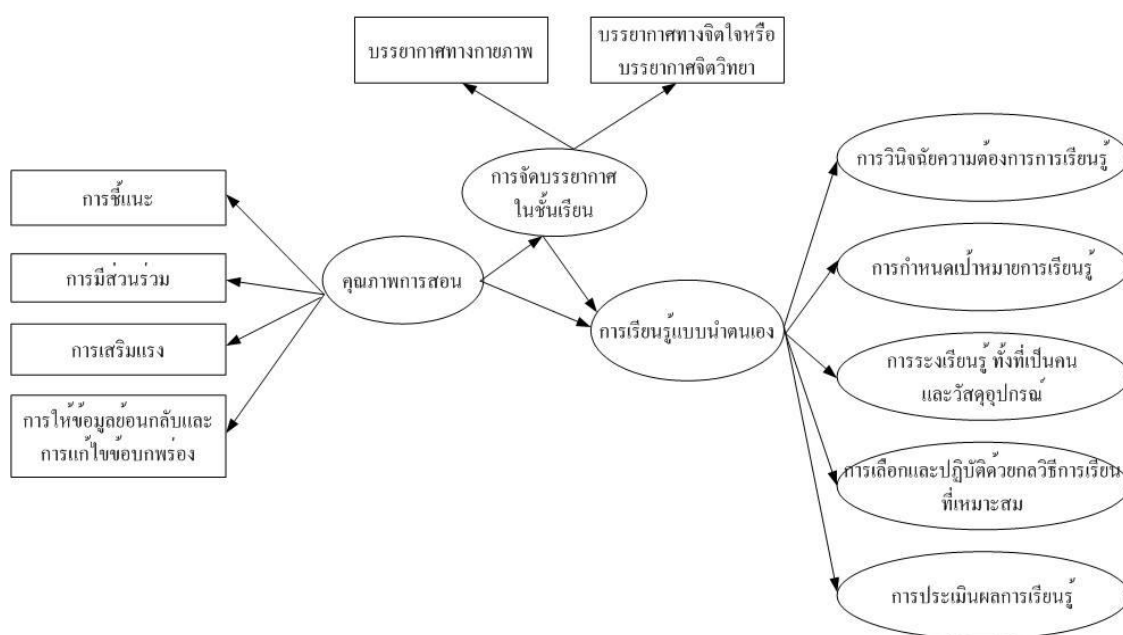 บรรยากาศทางกายภาพ
บรรยากาศทางจิตใจหรือ
บรรยากาศจิตวิทยา
การจัดบรรยากาศ
ในชั้นเรียน
การวินิจฉัยความต้องการการเรียนรู้
การชี้แนะ
การกำหนดเป้าหมายการเรียนรู้
การมีส่วนร่วม
คุณภาพการสอน
การเรียนรู้แบบนำตนเอง
การเสริมแรง
การระงเรียนรู้ ทั้งที่เป็นคน
และวัสดุอุปกรณ์
การให้ข้อมูลย้อนกลับและ
การแก้ไขข้อบกพร่อง
การเลือกและปฏิบัติด้วยกลวิธีการเรียน
ที่เหมาะสม
การประเมินผลการเรียนรู้